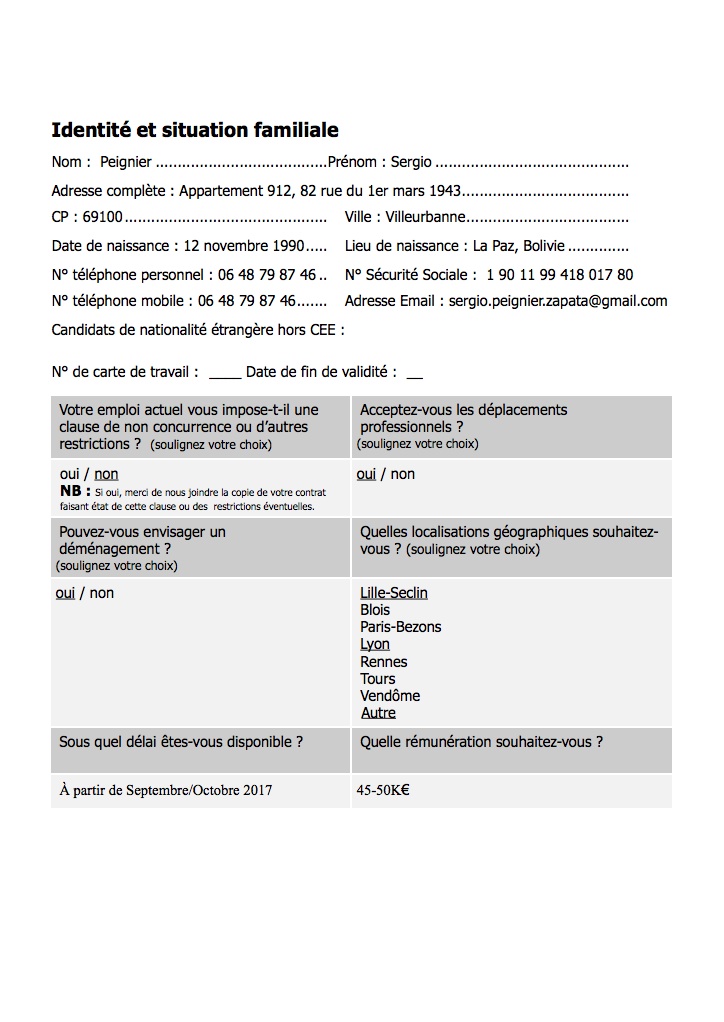 Identité et situation familiale
Nom :  Peignier .......................................Prénom : Sergio ............................................
Adresse complète : Appartement 912, 82 rue du 1er mars 1943......................................
CP : 69100.............................................. Ville : Villeurbanne.....................................
Date de naissance : 12 novembre 1990..... Lieu de naissance : La Paz, Bolivie ..............
N° téléphone personnel : 06 48 79 87 46 .. N° Sécurité Sociale :  1 90 11 99 418 017 80
N° téléphone mobile : 06 48 79 87 46....... Adresse Email : sergio.peignier.zapata@gmail.com
Candidats de nationalité étrangère hors CEE :
N° de carte de travail :  ____ Date de fin de validité :  __
Votre emploi actuel vous impose-t-il une
clause de non concurrence ou d'autres
restrictions ?  (soulignez votre choix)
Acceptez-vous les déplacements
professionnels ?
(soulignez votre choix)
oui / non
NB : Si oui, merci de nous joindre la copie de votre contrat
faisant état de cette clause ou des  restrictions éventuelles.
oui / non
Pouvez-vous envisager un
déménagement ?
(soulignez votre choix)
Quelles localisations géographiques souhaitez-
vous ? (soulignez votre choix)
oui / non
Lille-Seclin
Blois
Paris-Bezons
Lyon
Rennes
Tours
Vendôme
Autre
Sous quel délai êtes-vous disponible ?
Quelle rémunération souhaitez-vous ?
À partir de Septembre/Octobre 2017
45-50K€